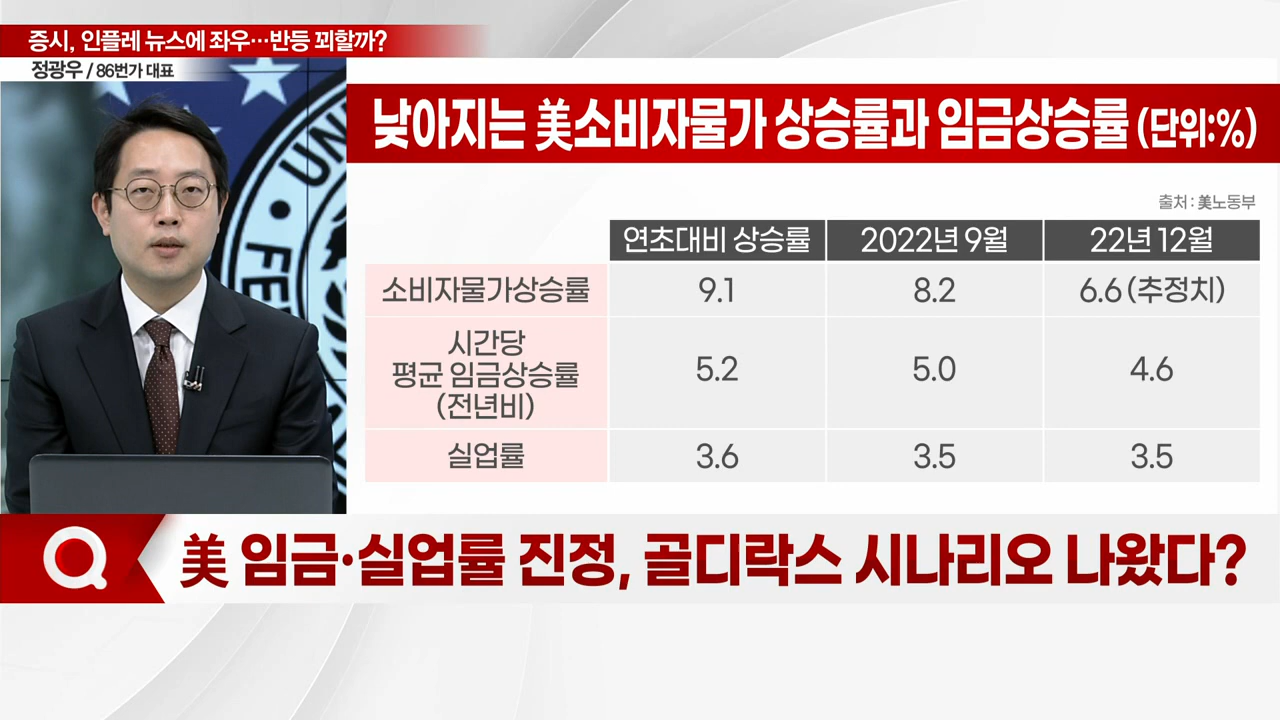 증시, 인플레 뉴스에 좌우…반등 꾀할까?
정광우 / 86번가 대표
낮아지는 美소비자물가 상승률과 임금상승률 (단위:%)
출처 : 美노동부
연초대비 상승률 2022년 9월 22년 12월
소비자물가상승률 9.1 8.2 6.6 (추정치)
시간당
평균 임금상승률
(전년비)
5.2 5.0 4.6
실업률 3.6 3.5 3.5
Q 美 임금·실업률 진정, 골디락스 시나리오 나왔다?
UN
FE